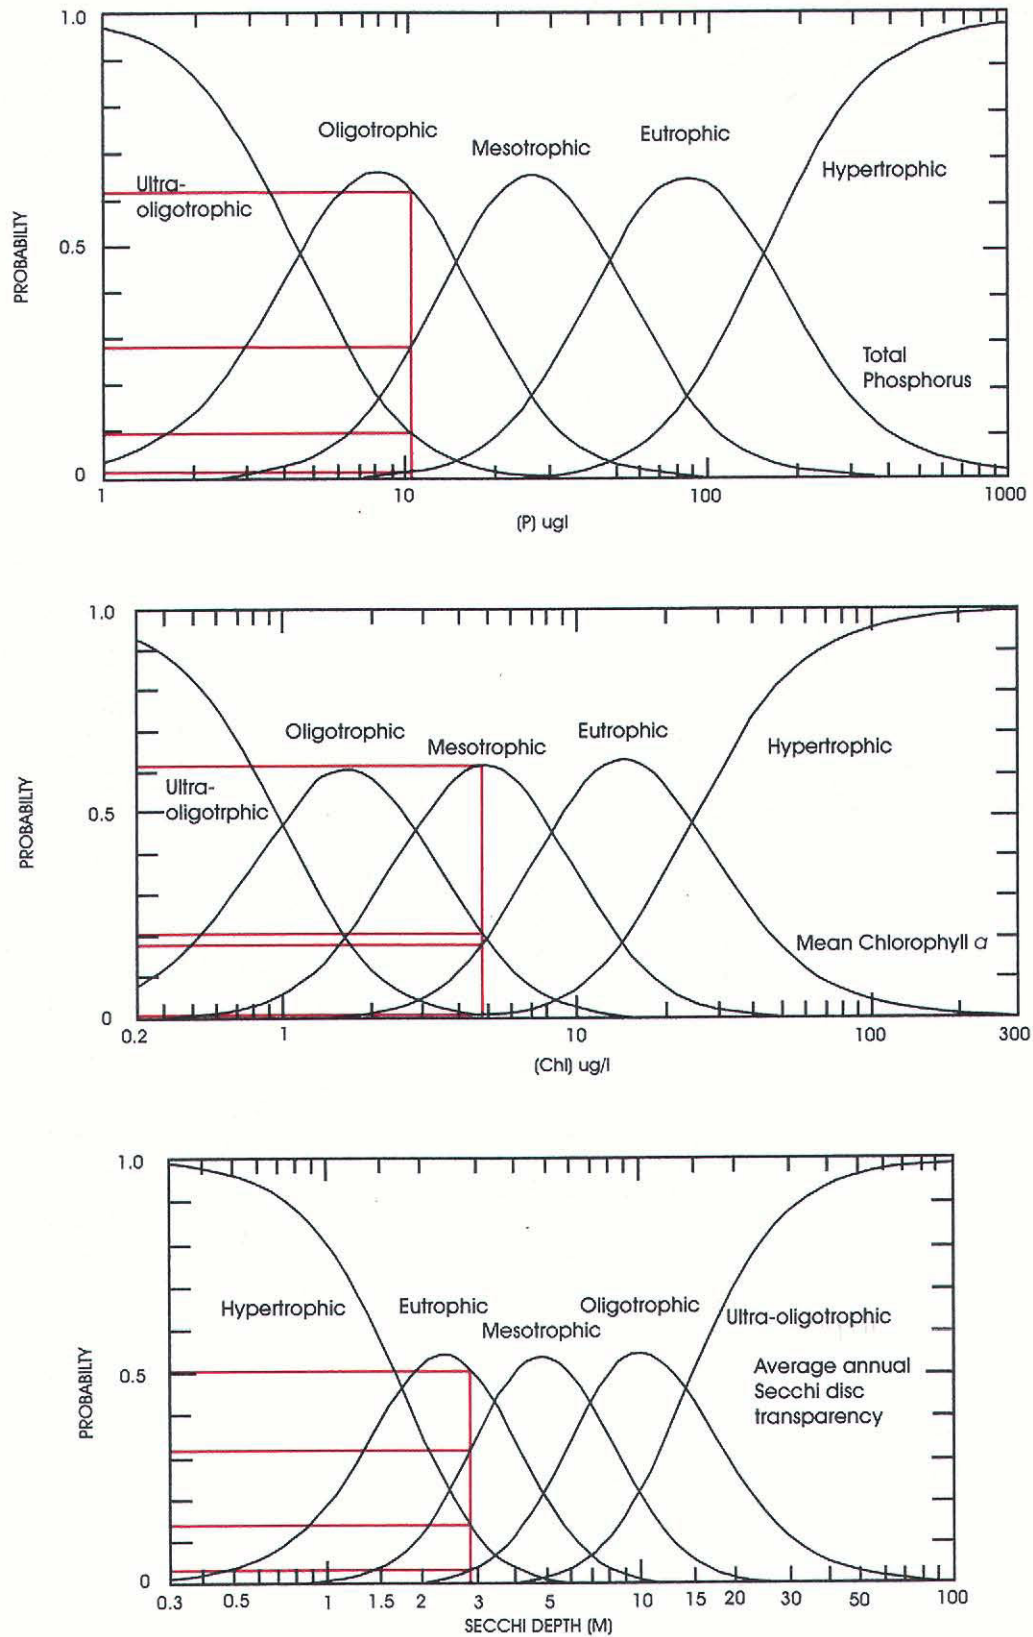 1.0
Oligotrophic
Mesotrophic
Eutrophic
Hypertrophic
Ultra-
oligotrophic
PROBABILTY
0.5
Total
Phosphorus
0
1
10
100
1000
(P) ugl
1.0
Oligotrophic
Mesotrophic
Eutrophic
Hypertrophic
Ultra-
oligotrphic
PROBABILTY
0.5
Mean Chlorophyll a
0
0.2
1
10
100
300
(Chl) ug/l
1.0
Hypertrophic
Eutrophic
Mesotrophic
Oligotrophic
Ultra-oligotrophic
PROBABILTY
0.5
Average annual
Secchi disc
transparency
0
0.3
0.5
1
1.5
2
3
5
10
15
20
30
50
100
SECCHI DEPTH (M)